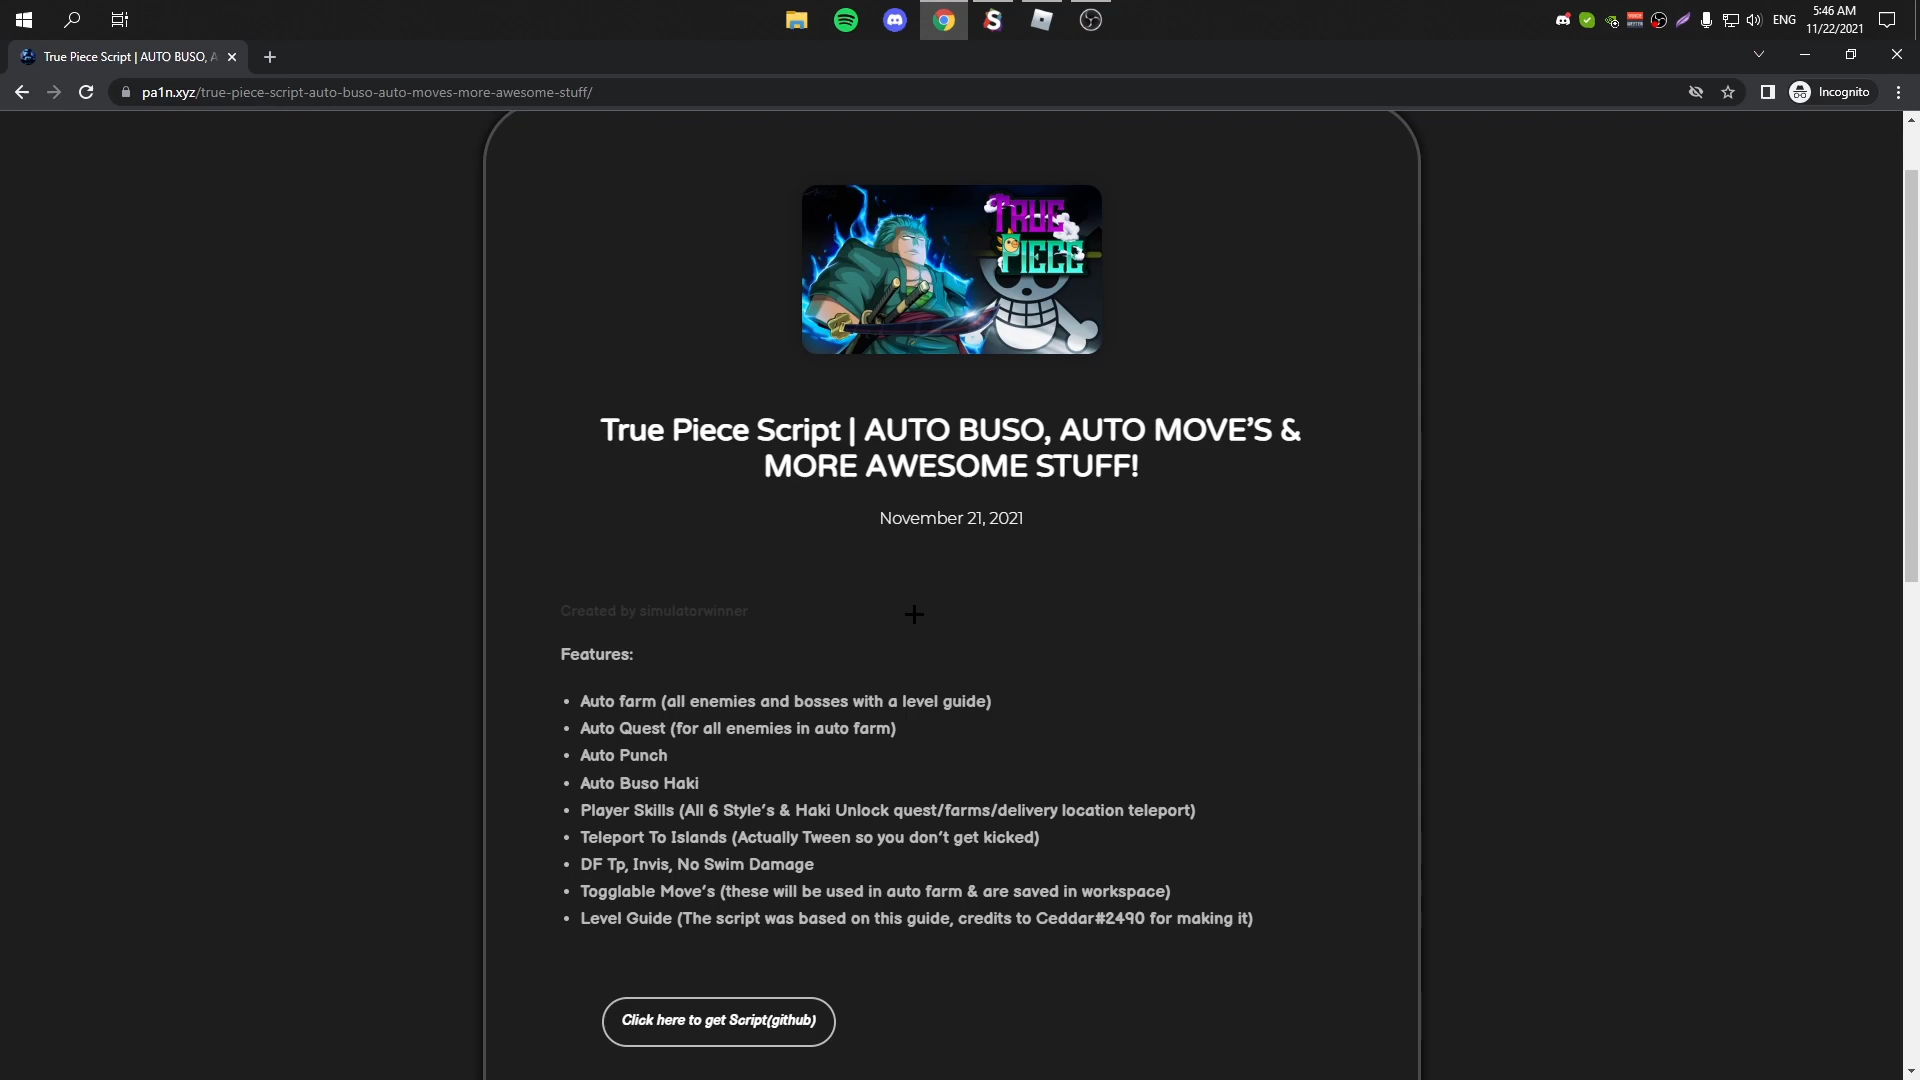 5:46 AM
ENG
11/22/2021
True Piece Script | AUTO BUSO, A
pa1n.xyz/true-piece-script-auto-buso-auto-moves-more-awesome-stuff/
Incognito
TRUE
PIECE
True Piece Script | AUTO BUSO, AUTO MOVE’S &
MORE AWESOME STUFF!
November 21, 2021
Created by simulatorwinner
Features:
• Auto farm (all enemies and bosses with a level guide)
• Auto Quest (for all enemies in auto farm)
• Auto Punch
• Auto Buso Haki
• Player Skills (All 6 Style’s & Haki Unlock quest/farms/delivery location teleport)
• Teleport To Islands (Actually Tween so you don’t get kicked)
• DF Tp, Invis, No Swim Damage
• Togglable Move’s (these will be used in auto farm & are saved in workspace)
• Level Guide (The script was based on this guide, credits to Ceddar#2490 for making it)
Click here to get Script(github)